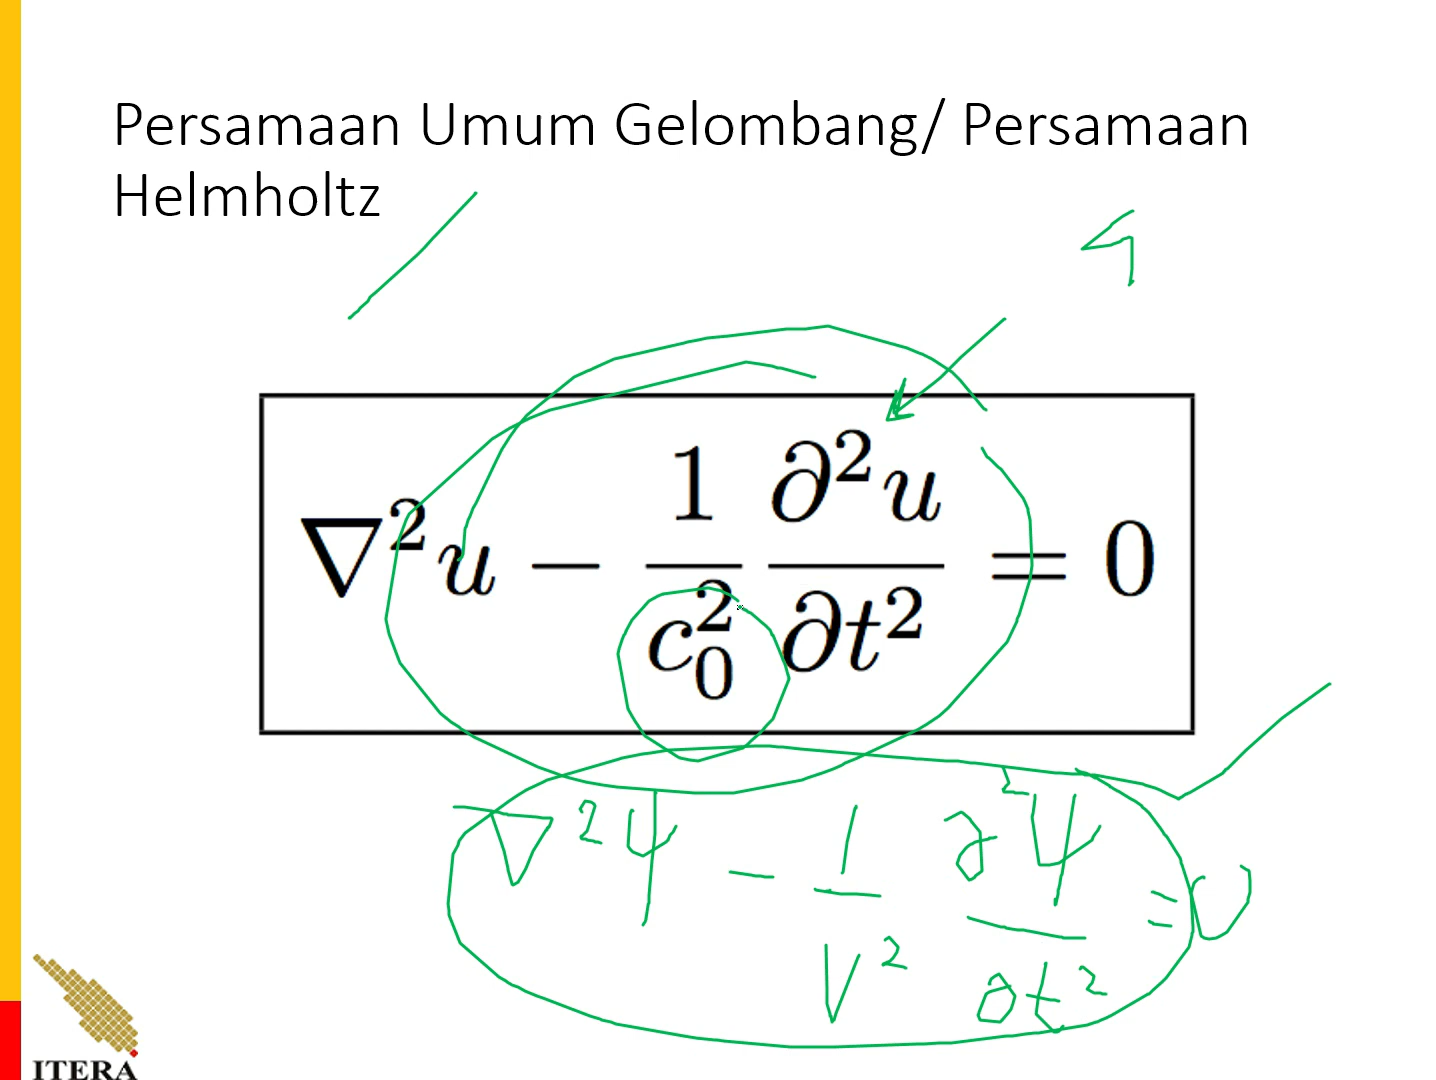 Persamaan Umum Gelombang/ Persamaan
Helmholtz
∇²u − 1/c₀² ∂²u/∂t² = 0
∇²ψ − 1/V² ∂²ψ/∂t² = 0
ITERA